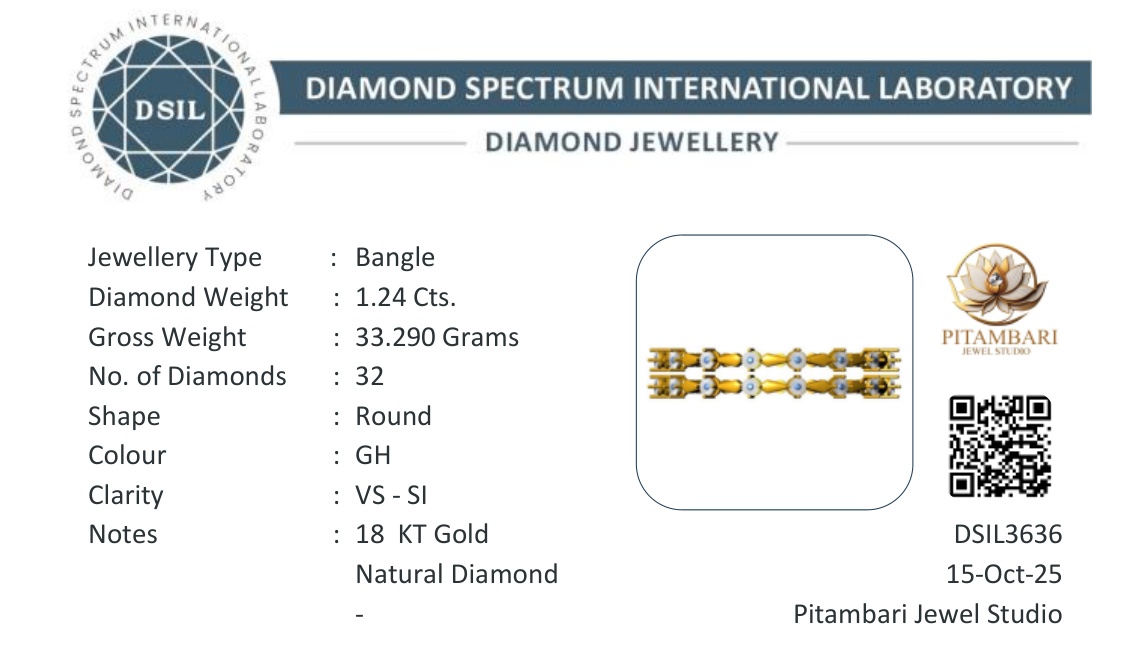 DIAMOND SPECTRUM INTERNATIONAL LABORATORY
DSIL
DIAMOND SPECTRUM INTERNATIONAL LABORATORY
DIAMOND JEWELLERY
Jewellery Type : Bangle
Diamond Weight : 1.24 Cts.
Gross Weight : 33.290 Grams
No. of Diamonds : 32
Shape : Round
Colour : GH
Clarity : VS - SI
Notes : 18 KT Gold
Natural Diamond
-
PITAMBARI
JEWEL STUDIO
DSIL3636
15-Oct-25
Pitambari Jewel Studio